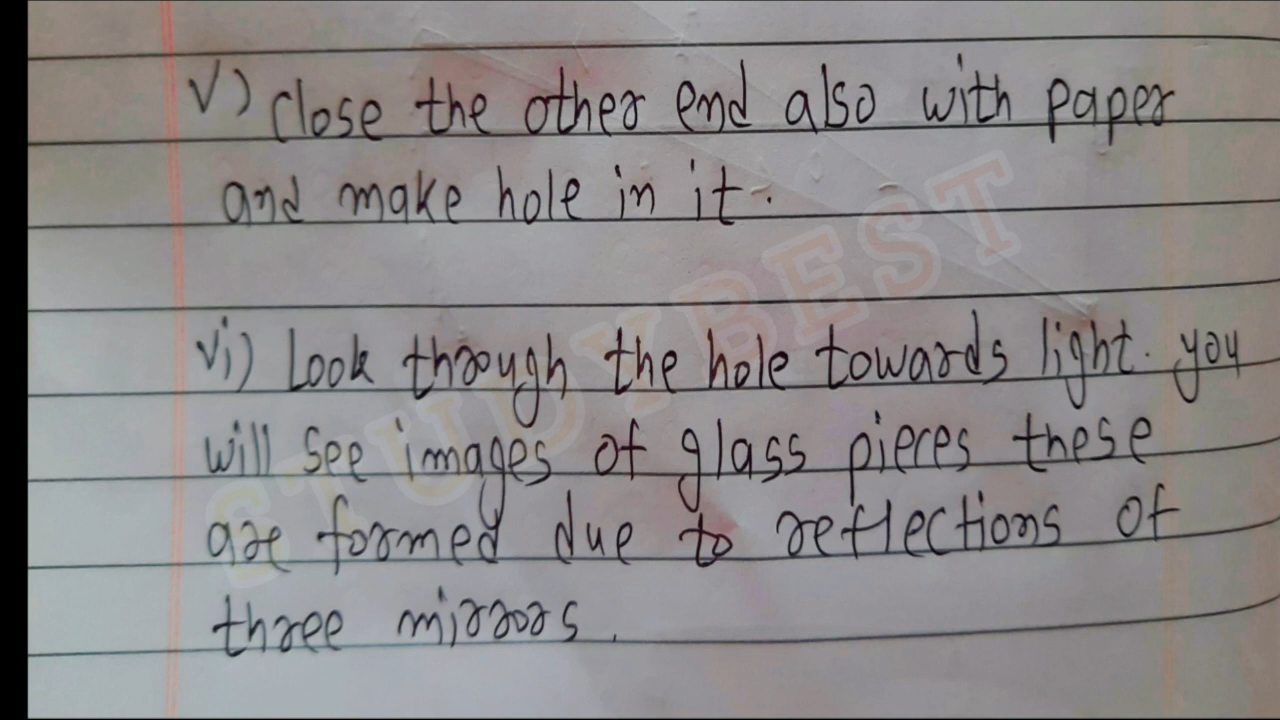 v) Close the other end also with paper
and make hole in it.
vi) Look through the hole towards light. you
will see images of glass pieces these
are formed due to reflections of
three mirrors.
STUDYBEST